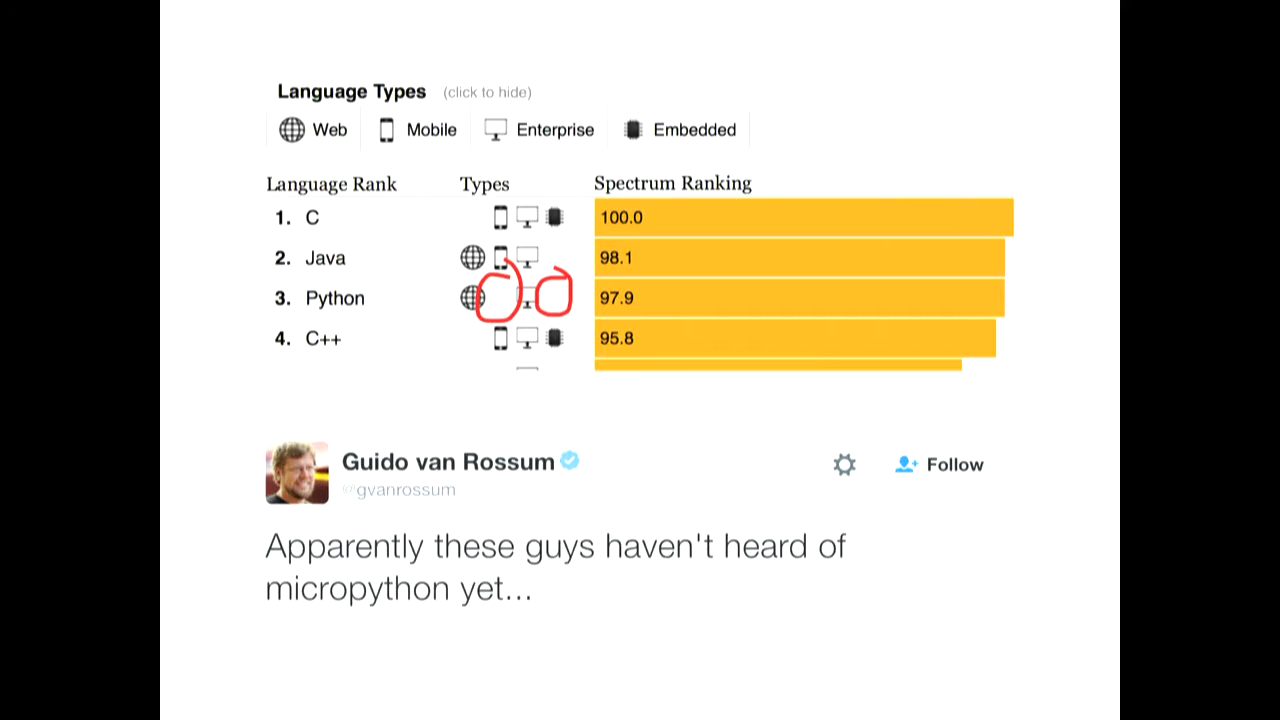 Language Types (click to hide)
Web Mobile Enterprise Embedded
Language Rank Types Spectrum Ranking
1. C 100.0
2. Java 98.1
3. Python 97.9
4. C++ 95.8
Guido van Rossum Follow
@gvanrossum
Apparently these guys haven't heard of
micropython yet...